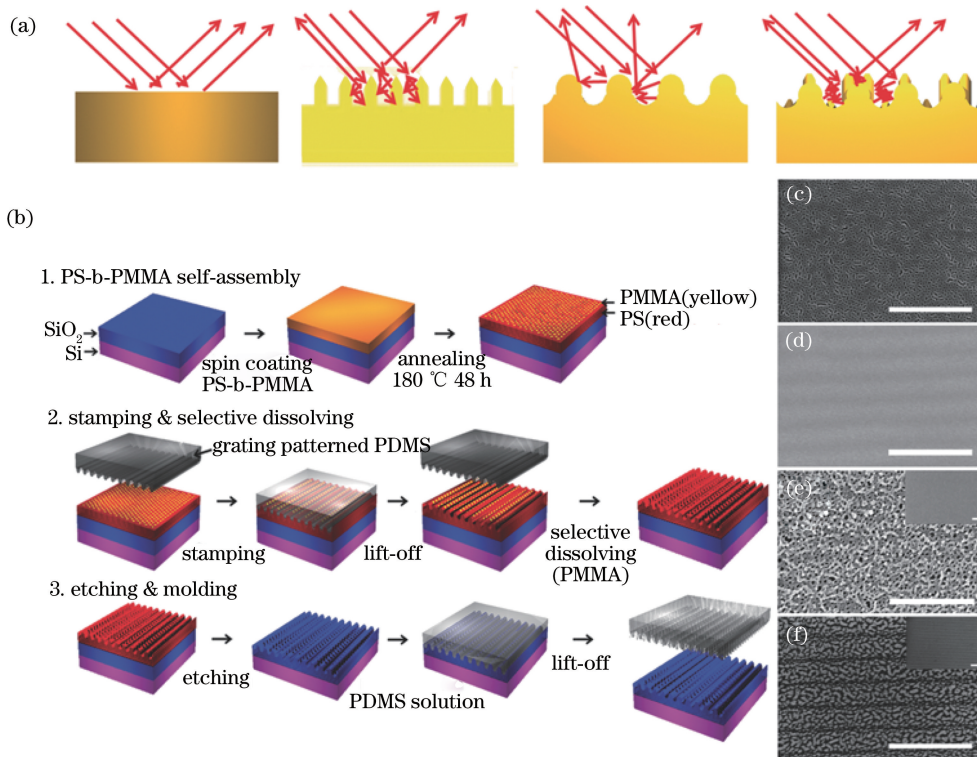 (a)
(b)
1. PS-b-PMMA self-assembly
SiO2
Si
spin coating
PS-b-PMMA
annealing
180 ℃ 48 h
PMMA(yellow)
PS(red)
2. stamping & selective dissolving
grating patterned PDMS
stamping
lift-off
selective
dissolving
(PMMA)
3. etching & molding
etching
PDMS solution
lift-off
(c)
(d)
(e)
(f)